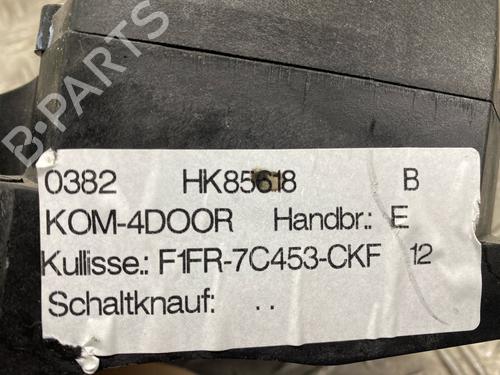 B-PARTS
0382 HK85618 B
KOM-4DOOR Handbr.: E
Kullisse.: F1FR-7C453-CKF 12
Schaltknauf: . .